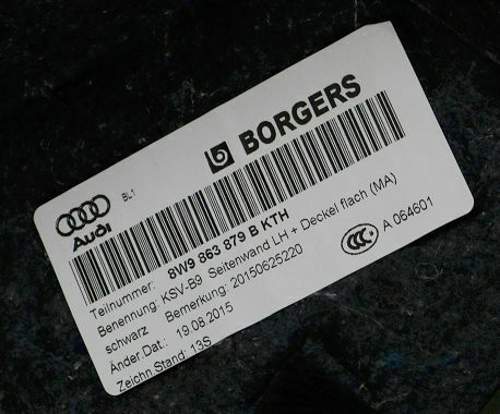 Audi
BL1
BORGERS
Teilnummer: 8W9 863 879 B KTH
Benennung: KSV-B9 Seitenwand LH + Deckel flach (MA)
schwarz Bemerkung: 20150625220
Änder.Dat.: 19.08.2015
Zeichn.Stand: 13S
CCC
A 064601